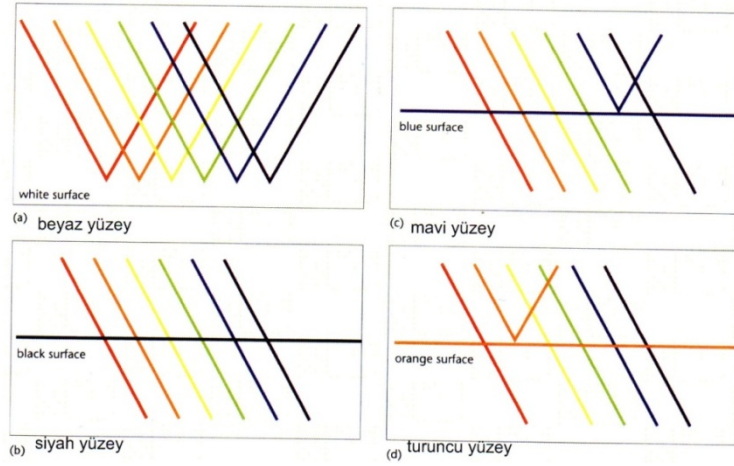 white surface
(a) beyaz yüzey
blue surface
(c) mavi yüzey
black surface
(b) siyah yüzey
orange surface
(d) turuncu yüzey